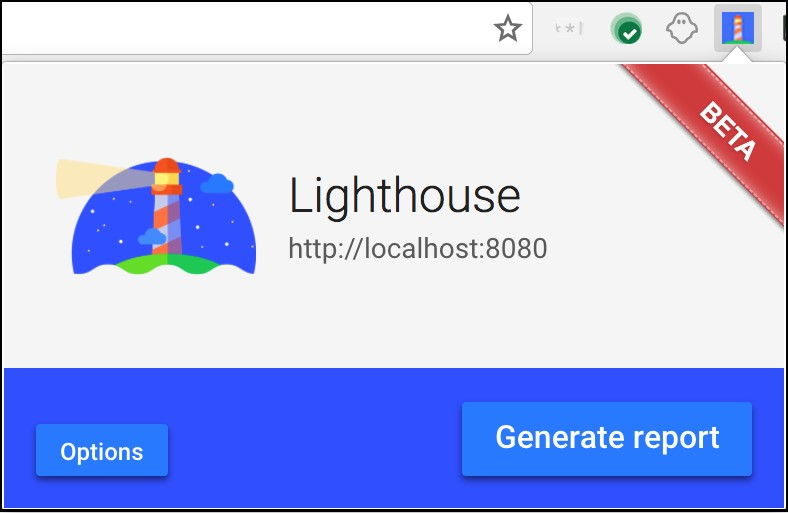 BETA
Lighthouse
http://localhost:8080
Options
Generate report